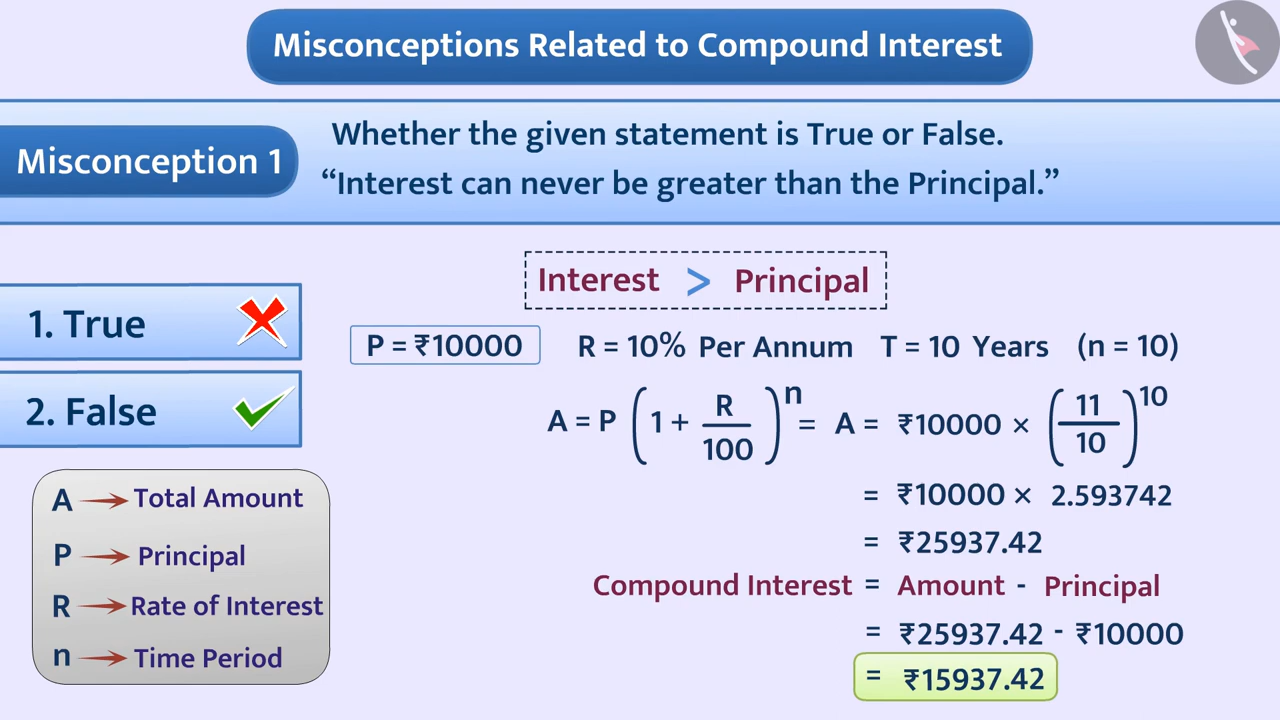 Misconceptions Related to Compound Interest
Misconception 1
Whether the given statement is True or False.
“Interest can never be greater than the Principal.”
1. True
2. False
A → Total Amount
P → Principal
R → Rate of Interest
n → Time Period
Interest > Principal
P = ₹10000 R = 10% Per Annum T = 10 Years (n = 10)
A = P (1 + R/100)^n = A = ₹10000 × (11/10)^10
= ₹10000 × 2.593742
= ₹25937.42
Compound Interest = Amount - Principal
= ₹25937.42 - ₹10000
= ₹15937.42